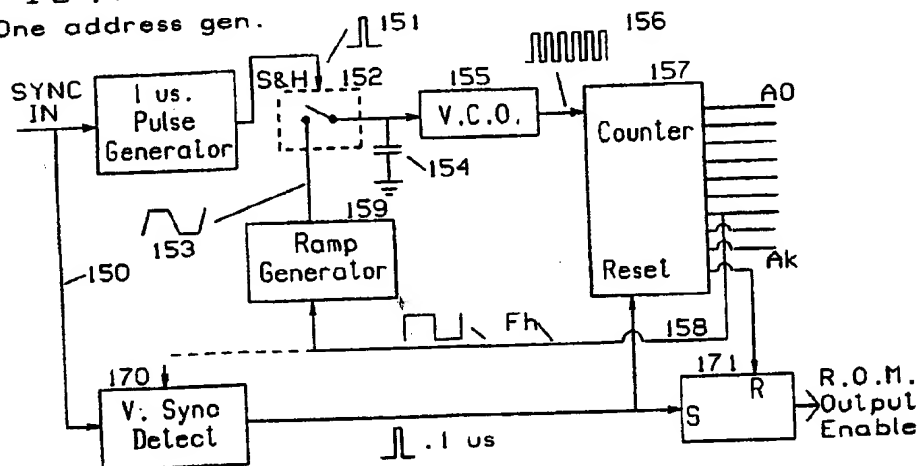 One address gen.
151
156
S&H
152
155
157
SYNC
IN
1 us.
Pulse
Generator
V.C.O.
Counter
A0
154
159
153
Ramp
Generator
Reset
Ak
150
Fh
158
170
171
V. Sync
Detect
S
R
R.O.M.
Output
Enable
.1 us